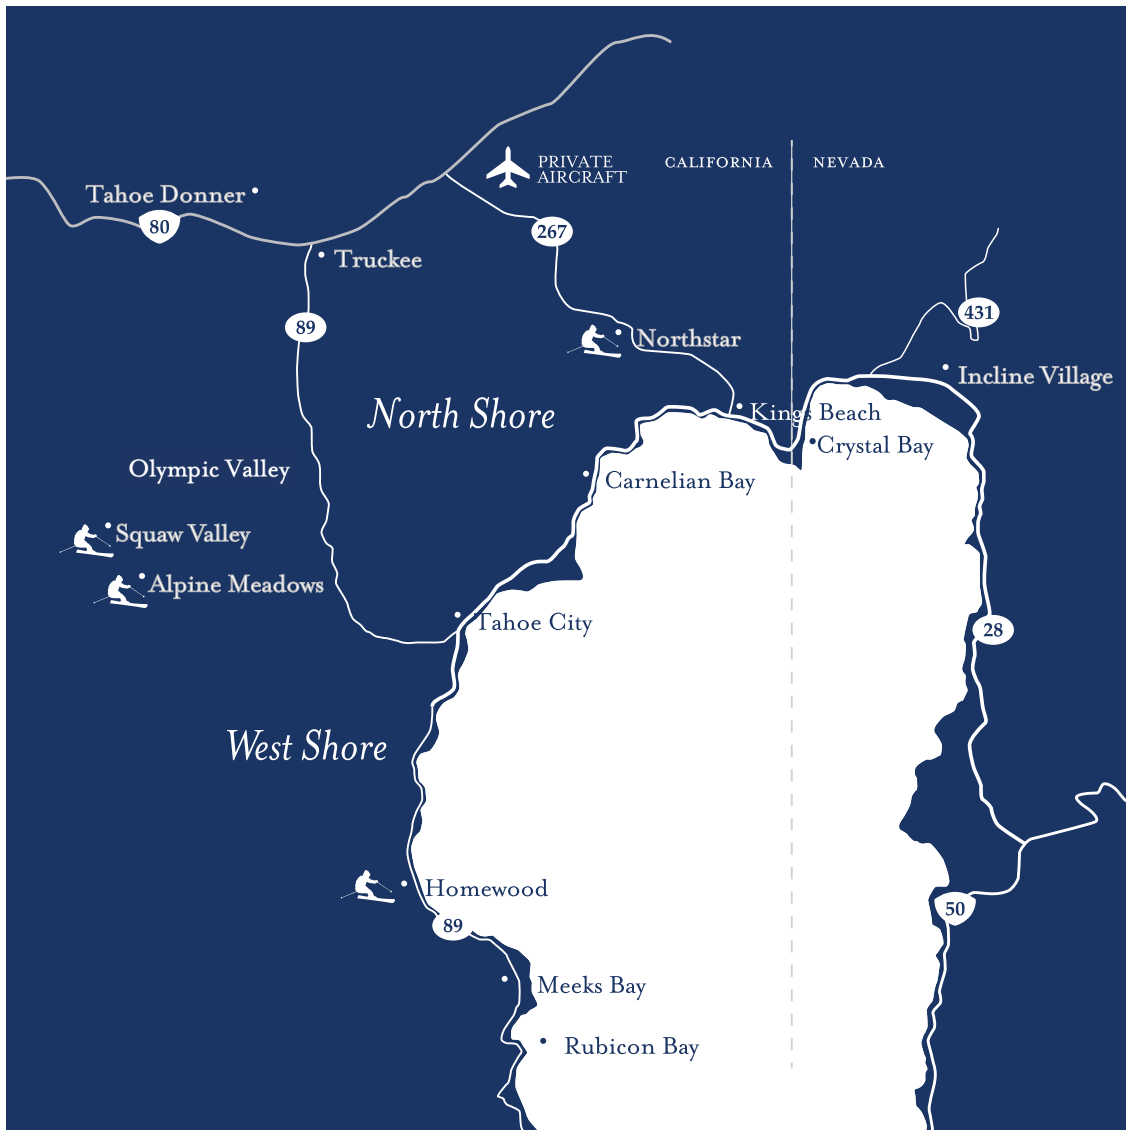 PRIVATE
AIRCRAFT
CALIFORNIA
NEVADA
Tahoe Donner
80
267
Truckee
431
89
Northstar
Incline Village
North Shore
Kings Beach
Crystal Bay
Olympic Valley
Carnelian Bay
Squaw Valley
Alpine Meadows
Tahoe City
28
West Shore
Homewood
50
89
Meeks Bay
Rubicon Bay